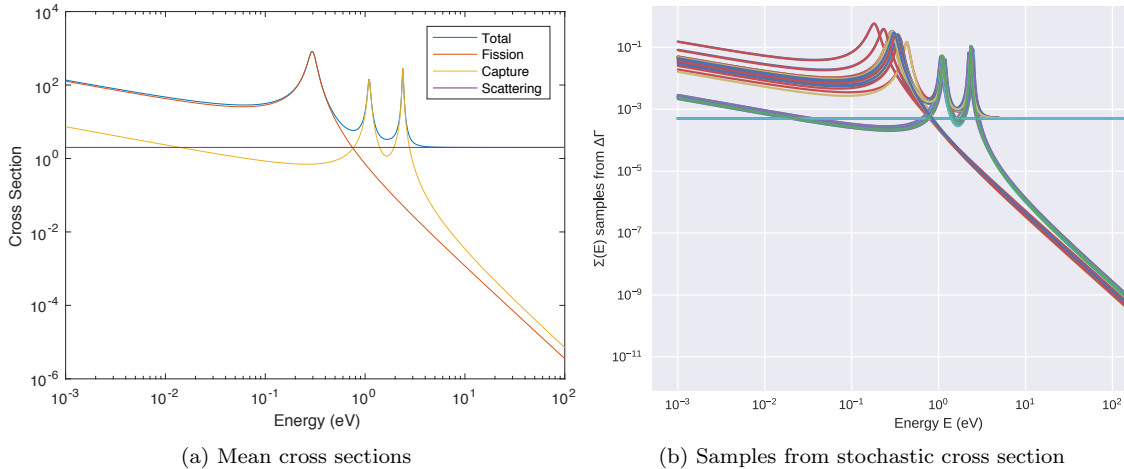 10^4
10^2
10^0
10^-2
10^-4
10^-6
Cross Section
Total
Fission
Capture
Scattering
10^-3 10^-2 10^-1 10^0 10^1 10^2
Energy (eV)
(a) Mean cross sections
10^-1
10^-3
10^-5
10^-7
10^-9
10^-11
Σ(E) samples from ΔΓ
10^-3 10^-2 10^-1 10^0 10^1 10^2
Energy E (eV)
(b) Samples from stochastic cross section